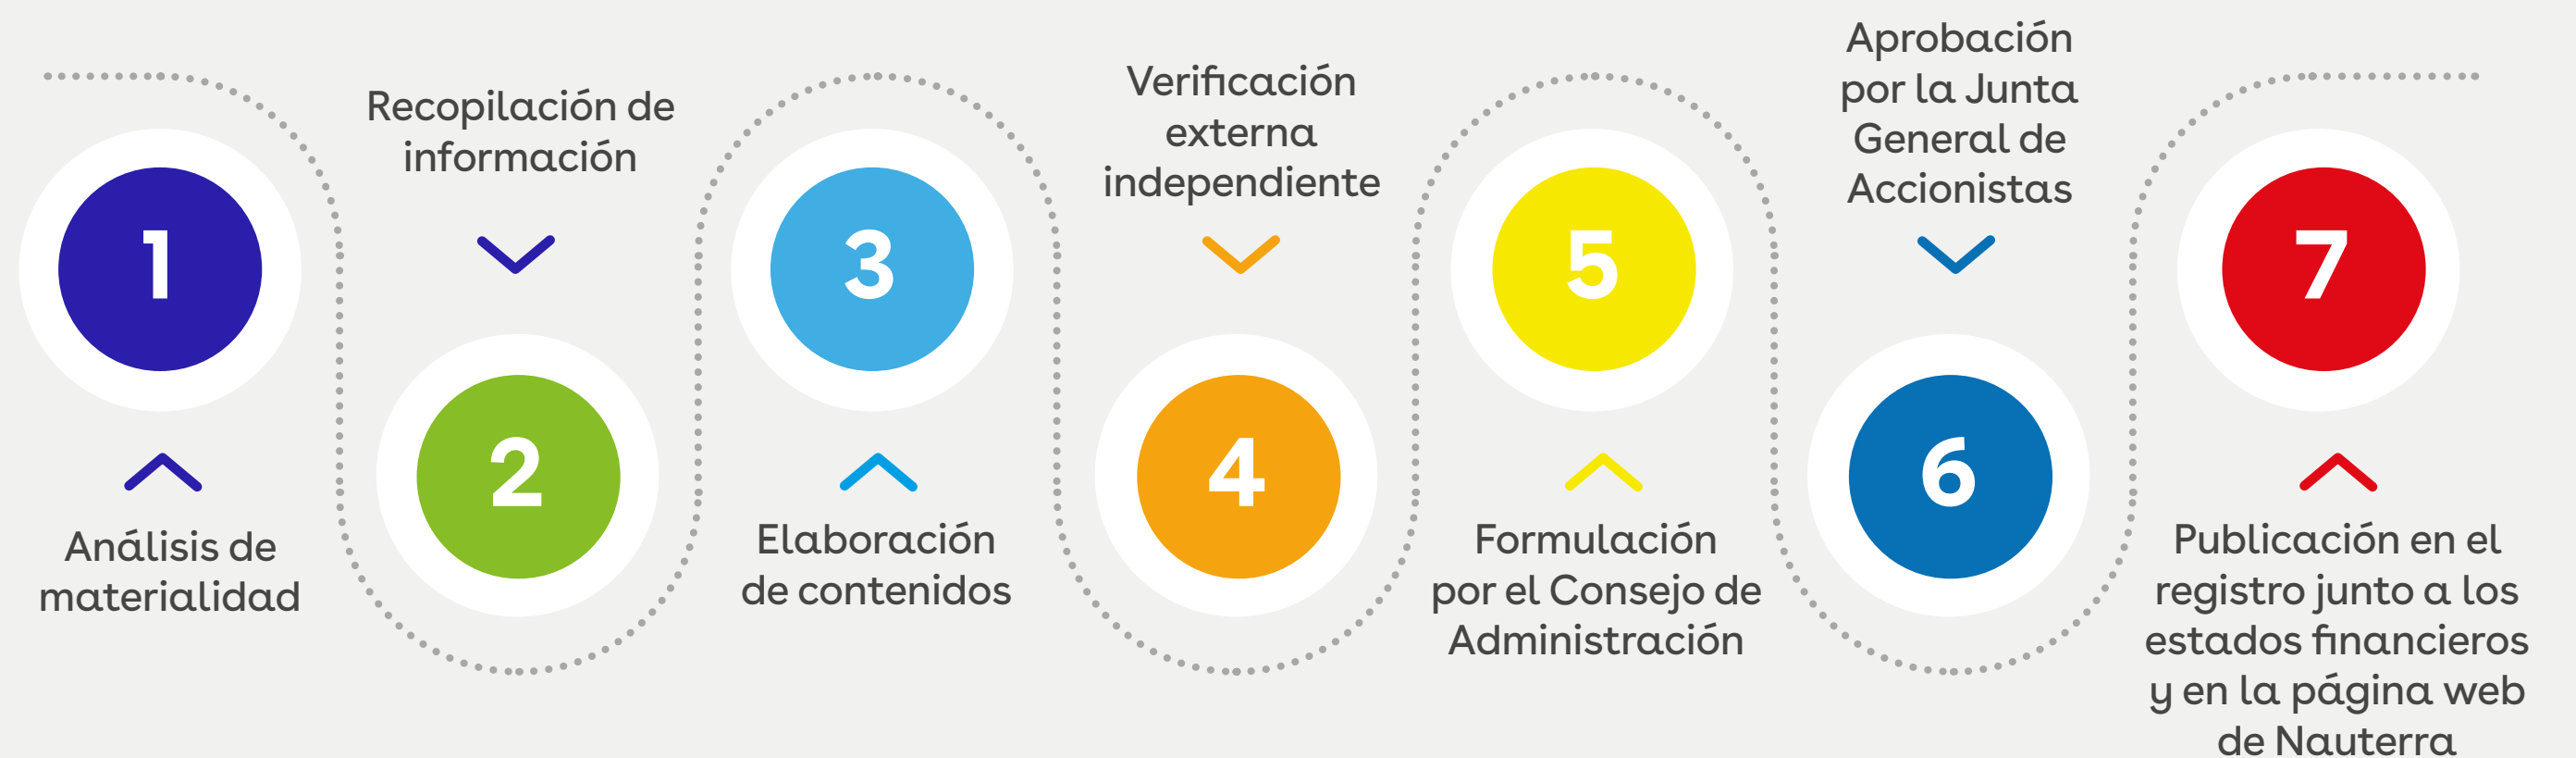 1
Análisis de
materialidad
Recopilación de
información
2
3
Elaboración
de contenidos
Verificación
externa
independiente
4
5
Formulación
por el Consejo de
Administración
Aprobación
por la Junta
General de
Accionistas
6
7
Publicación en el
registro junto a los
estados financieros
y en la página web
de Nauterra